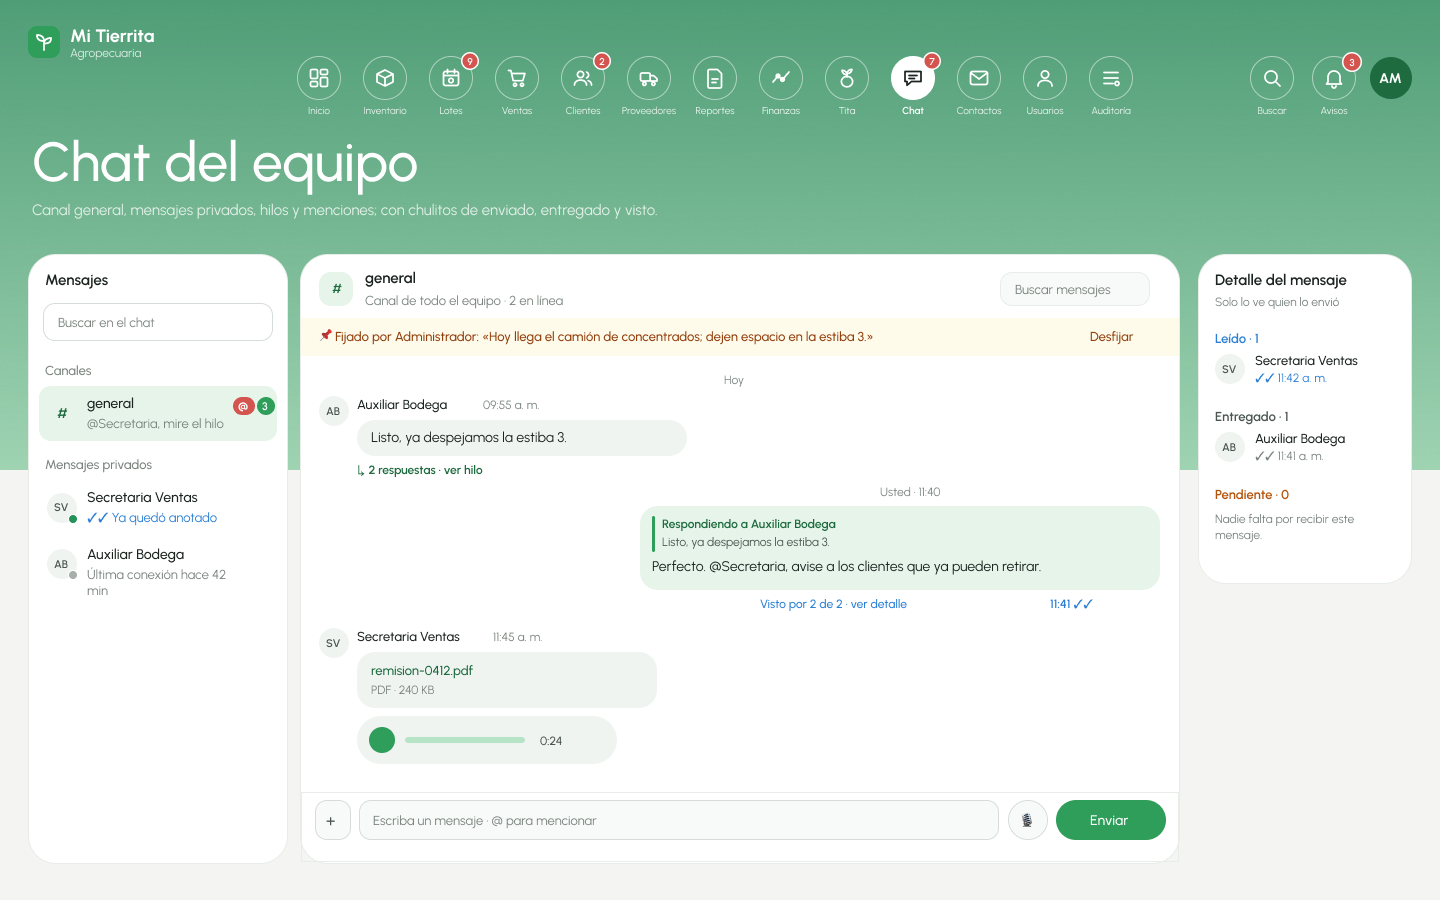 Mi Tierrita
Agropecuaria
Inicio
Inventario
9
Lotes
Ventas
2
Clientes
Proveedores
Reportes
Finanzas
Tita
7
Chat
Contactos
Usuarios
Auditoría
Buscar
3
Avisos
AM
Chat del equipo
Canal general, mensajes privados, hilos y menciones; con chulitos de enviado, entregado y visto.
Mensajes
Buscar en el chat
Canales
# general @ 3
@Secretaria, mire el hilo
Mensajes privados
SV Secretaria Ventas
✓✓ Ya quedó anotado
AB Auxiliar Bodega
Última conexión hace 42
min
# general
Canal de todo el equipo · 2 en línea
Buscar mensajes
📌 Fijado por Administrador: «Hoy llega el camión de concentrados; dejen espacio en la estiba 3.» Desfijar
Hoy
AB Auxiliar Bodega 09:55 a. m.
Listo, ya despejamos la estiba 3.
↳ 2 respuestas · ver hilo
Usted · 11:40
Respondiendo a Auxiliar Bodega
Listo, ya despejamos la estiba 3.
Perfecto. @Secretaria, avise a los clientes que ya pueden retirar.
Visto por 2 de 2 · ver detalle 11:41 ✓✓
SV Secretaria Ventas 11:45 a. m.
remision-0412.pdf
PDF · 240 KB
0:24
+ Escriba un mensaje · @ para mencionar 🎙 Enviar
Detalle del mensaje
Solo lo ve quien lo envió
Leído · 1
SV Secretaria Ventas
✓✓ 11:42 a. m.
Entregado · 1
AB Auxiliar Bodega
✓✓ 11:41 a. m.
Pendiente · 0
Nadie falta por recibir este
mensaje.